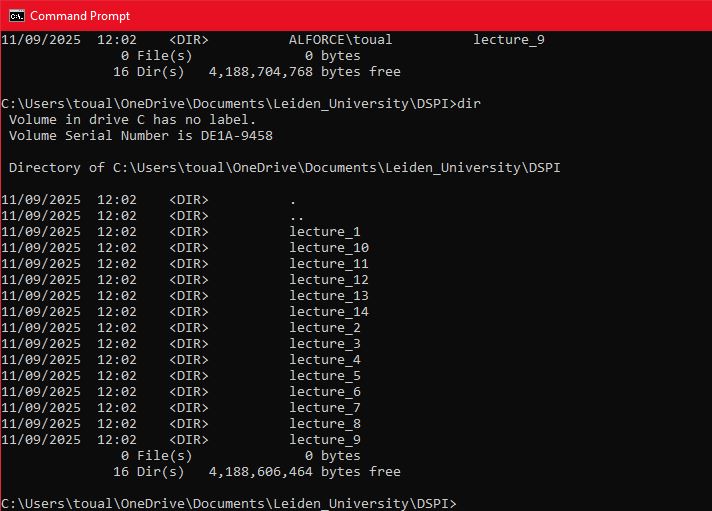 Command Prompt
11/09/2025  12:02    <DIR>          ALFORCE\toual          lecture_9
               0 File(s)              0 bytes
              16 Dir(s)   4,188,704,768 bytes free

C:\Users\toual\OneDrive\Documents\Leiden_University\DSPI>dir
 Volume in drive C has no label.
 Volume Serial Number is DE1A-9458

 Directory of C:\Users\toual\OneDrive\Documents\Leiden_University\DSPI

11/09/2025  12:02    <DIR>          .
11/09/2025  12:02    <DIR>          ..
11/09/2025  12:02    <DIR>          lecture_1
11/09/2025  12:02    <DIR>          lecture_10
11/09/2025  12:02    <DIR>          lecture_11
11/09/2025  12:02    <DIR>          lecture_12
11/09/2025  12:02    <DIR>          lecture_13
11/09/2025  12:02    <DIR>          lecture_14
11/09/2025  12:02    <DIR>          lecture_2
11/09/2025  12:02    <DIR>          lecture_3
11/09/2025  12:02    <DIR>          lecture_4
11/09/2025  12:02    <DIR>          lecture_5
11/09/2025  12:02    <DIR>          lecture_6
11/09/2025  12:02    <DIR>          lecture_7
11/09/2025  12:02    <DIR>          lecture_8
11/09/2025  12:02    <DIR>          lecture_9
               0 File(s)              0 bytes
              16 Dir(s)   4,188,606,464 bytes free

C:\Users\toual\OneDrive\Documents\Leiden_University\DSPI>